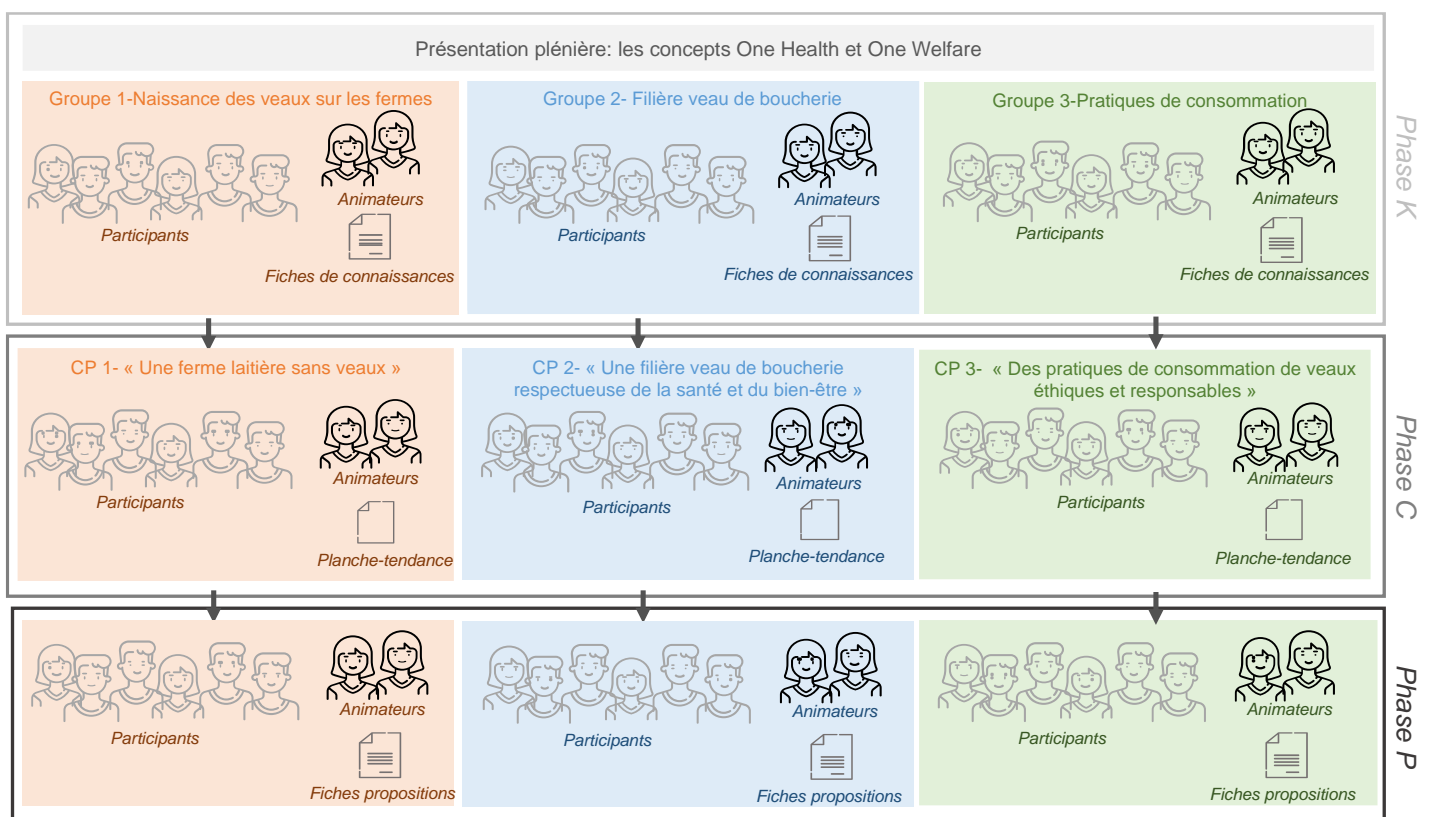 Présentation plénière: les concepts One Health et One Welfare
Groupe 1-Naissance des veaux sur les fermes
Participants
Animateurs
Fiches de connaissances
Groupe 2- Filière veau de boucherie
Participants
Animateurs
Fiches de connaissances
Groupe 3-Pratiques de consommation
Participants
Animateurs
Fiches de connaissances
Phase K
CP 1- « Une ferme laitière sans veaux »
Participants
Animateurs
Planche-tendance
CP 2- « Une filière veau de boucherie
respectueuse de la santé et du bien-être »
Participants
Animateurs
Planche-tendance
CP 3- « Des pratiques de consommation de veaux
éthiques et responsables »
Participants
Animateurs
Planche-tendance
Phase C
Participants
Animateurs
Fiches propositions
Participants
Animateurs
Fiches propositions
Participants
Animateurs
Fiches propositions
Phase P